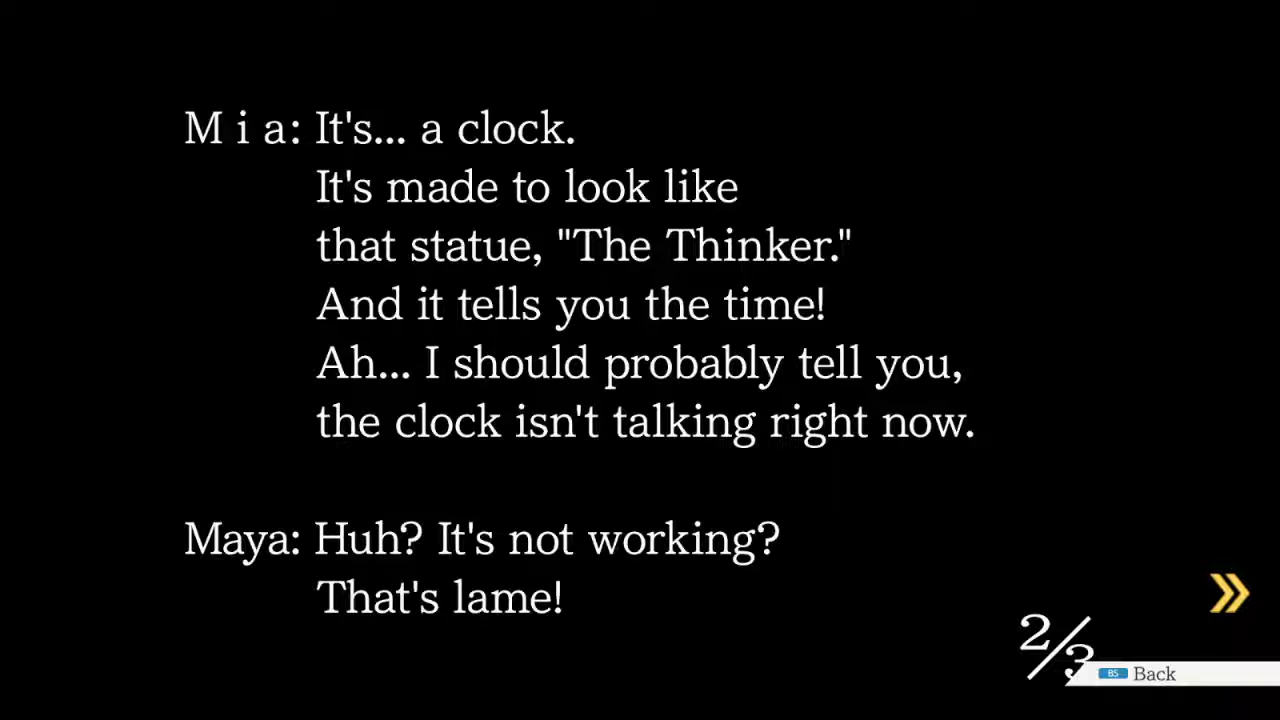 M i a: It's... a clock.
It's made to look like
that statue, "The Thinker."
And it tells you the time!
Ah... I should probably tell you,
the clock isn't talking right now.
Maya: Huh? It's not working?
That's lame!
2/3
BS Back